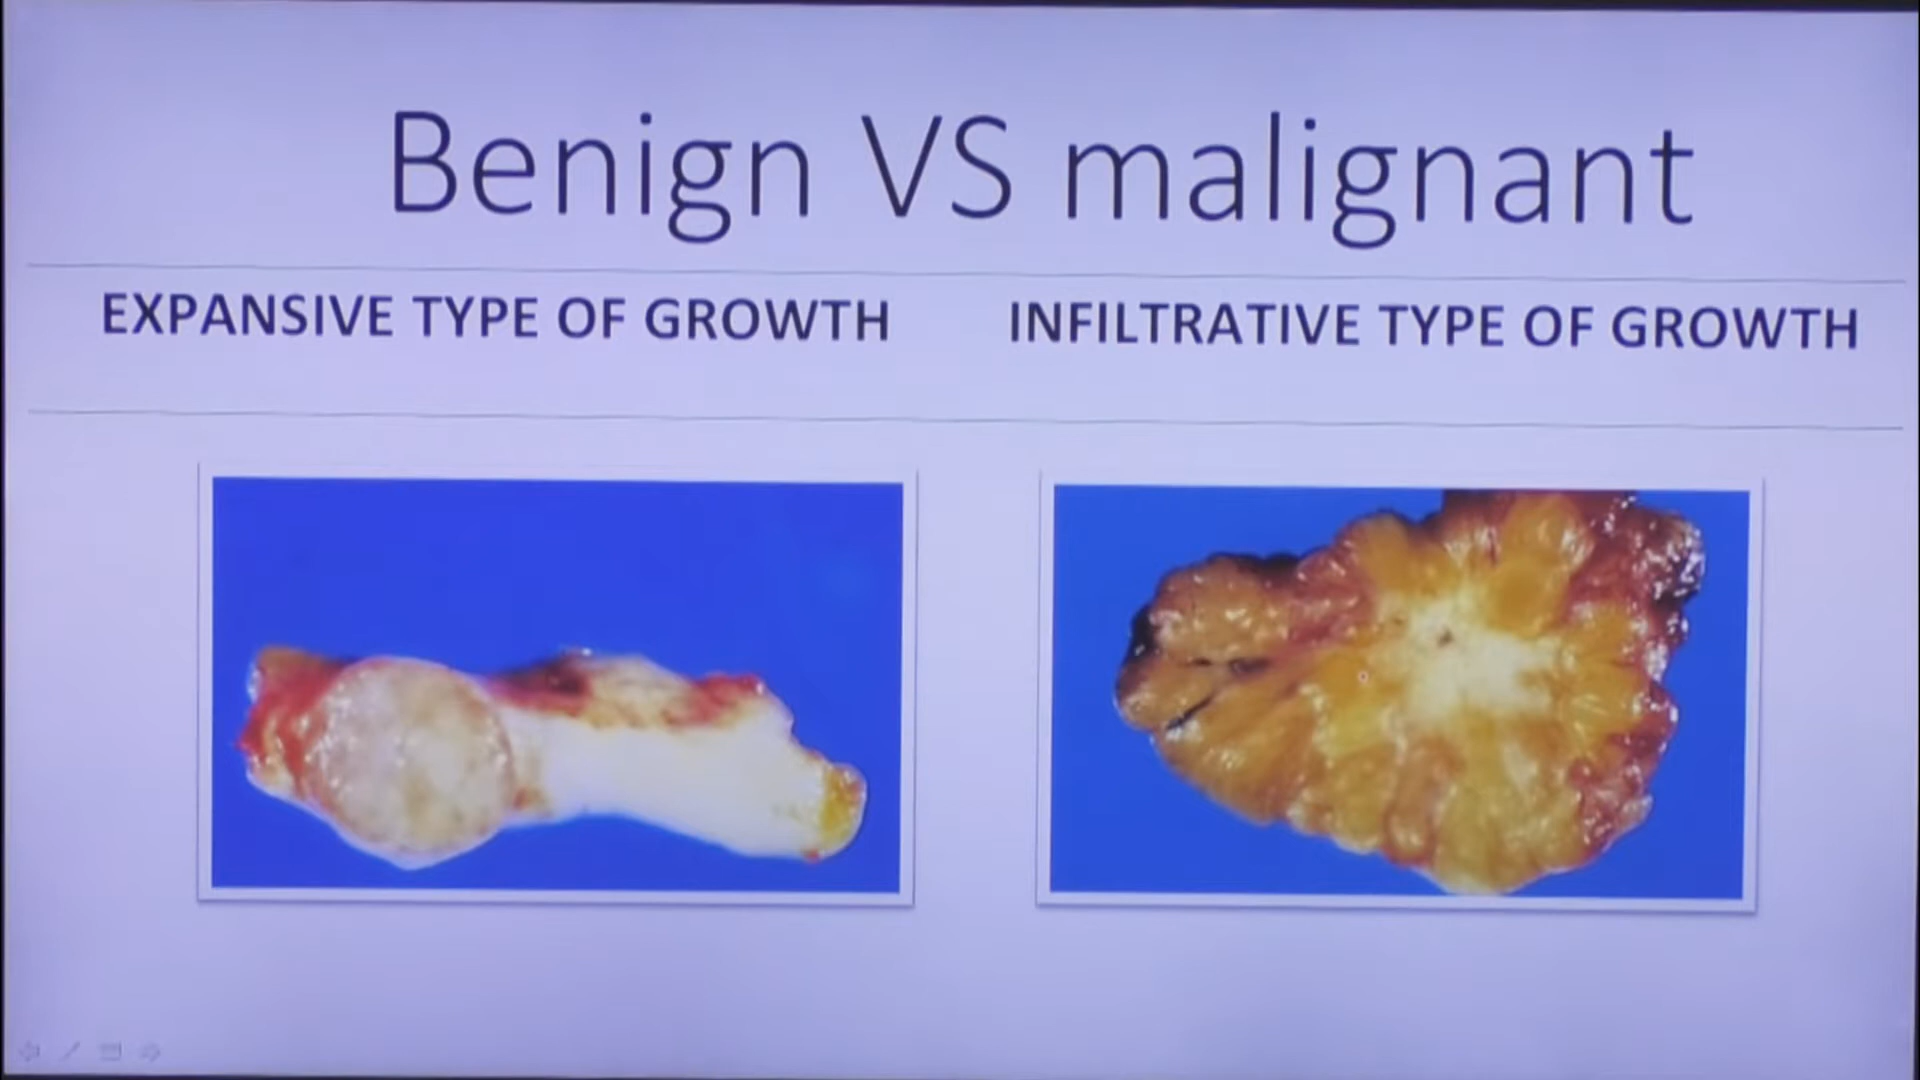 Benign VS malignant
EXPANSIVE TYPE OF GROWTH
INFILTRATIVE TYPE OF GROWTH